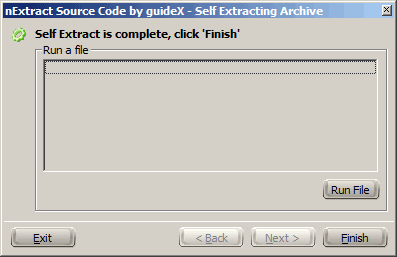 nExtract Source Code by guideX - Self Extracting Archive
Self Extract is complete, click 'Finish'
Run a file
Run File
Exit
< Back
Next >
Finish